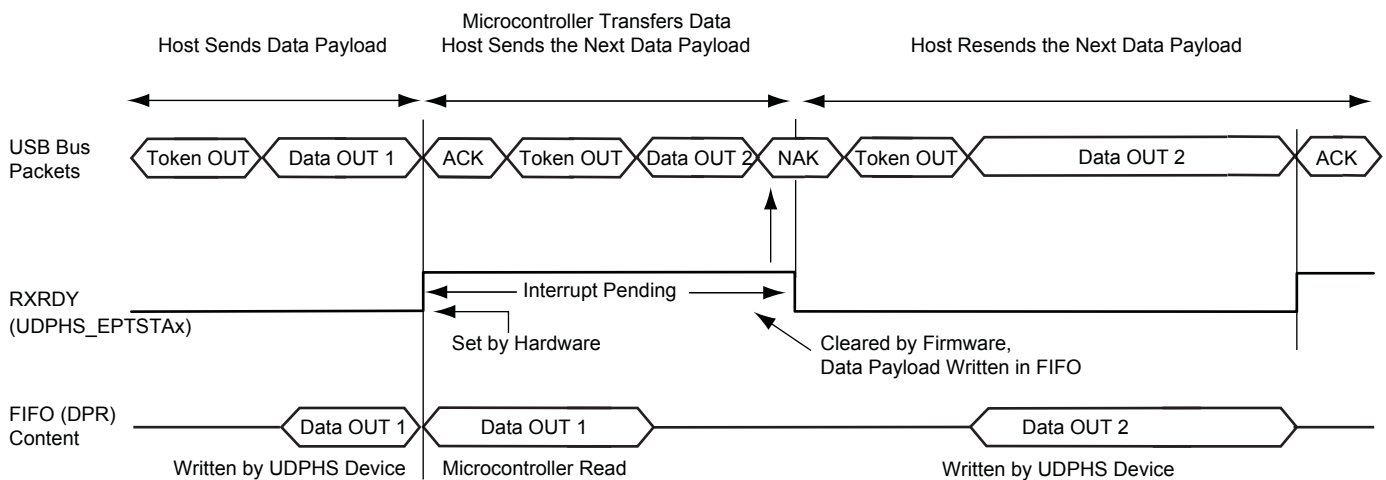 Microcontroller Transfers Data
Host Sends Data Payload Host Sends the Next Data Payload Host Resends the Next Data Payload
USB Bus
Packets
Token OUT Data OUT 1 ACK Token OUT Data OUT 2 NAK Token OUT Data OUT 2 ACK
Interrupt Pending
RXRDY
(UDPHS_EPTSTAx)
Set by Hardware
Cleared by Firmware,
Data Payload Written in FIFO
FIFO (DPR)
Content
Data OUT 1 Data OUT 1 Data OUT 2
Written by UDPHS Device Microcontroller Read Written by UDPHS Device